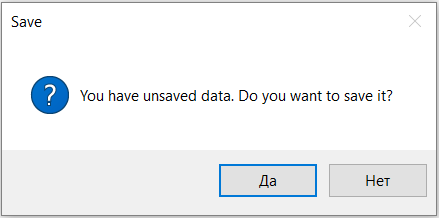 Save
You have unsaved data. Do you want to save it?
Да
Нет